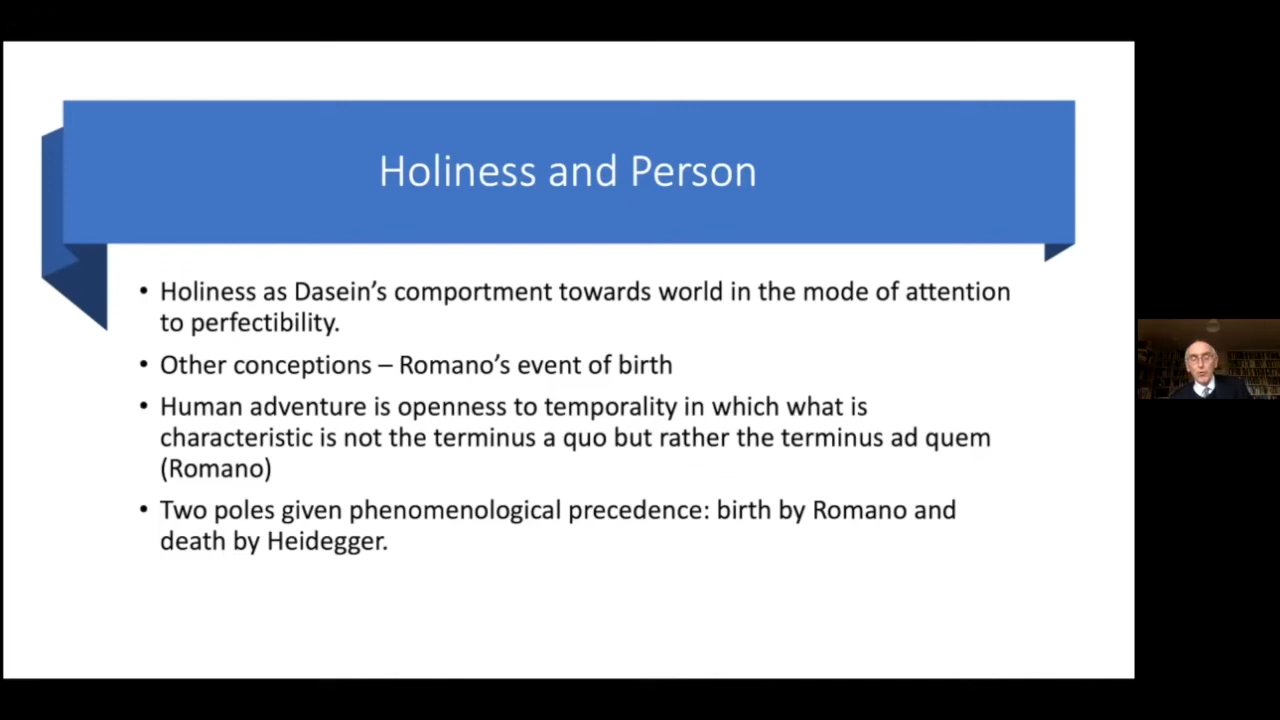 Holiness and Person
• Holiness as Dasein’s comportment towards world in the mode of attention
to perfectibility.
• Other conceptions – Romano’s event of birth
• Human adventure is openness to temporality in which what is
characteristic is not the terminus a quo but rather the terminus ad quem
(Romano)
• Two poles given phenomenological precedence: birth by Romano and
death by Heidegger.